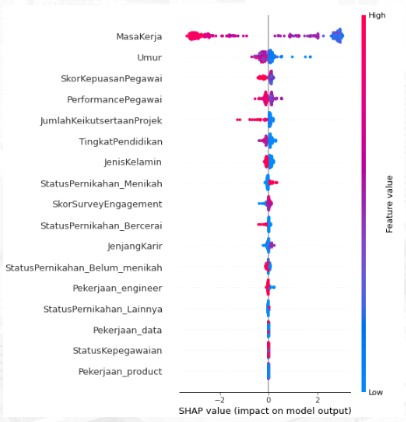 High
MasaKerja
Umur
SkorKepuasanPegawai
PerformancePegawai
JumlahKeikutsertaanProjek
TingkatPendidikan
JenisKelamin
StatusPernikahan_Menikah
SkorSurveyEngagement
StatusPernikahan_Bercerai
JenjangKarir
StatusPernikahan_Belum_menikah
Pekerjaan_engineer
StatusPernikahan_Lainnya
Pekerjaan_data
StatusKepegawaian
Pekerjaan_product
Feature value
Low
−2 0 2
SHAP value (impact on model output)